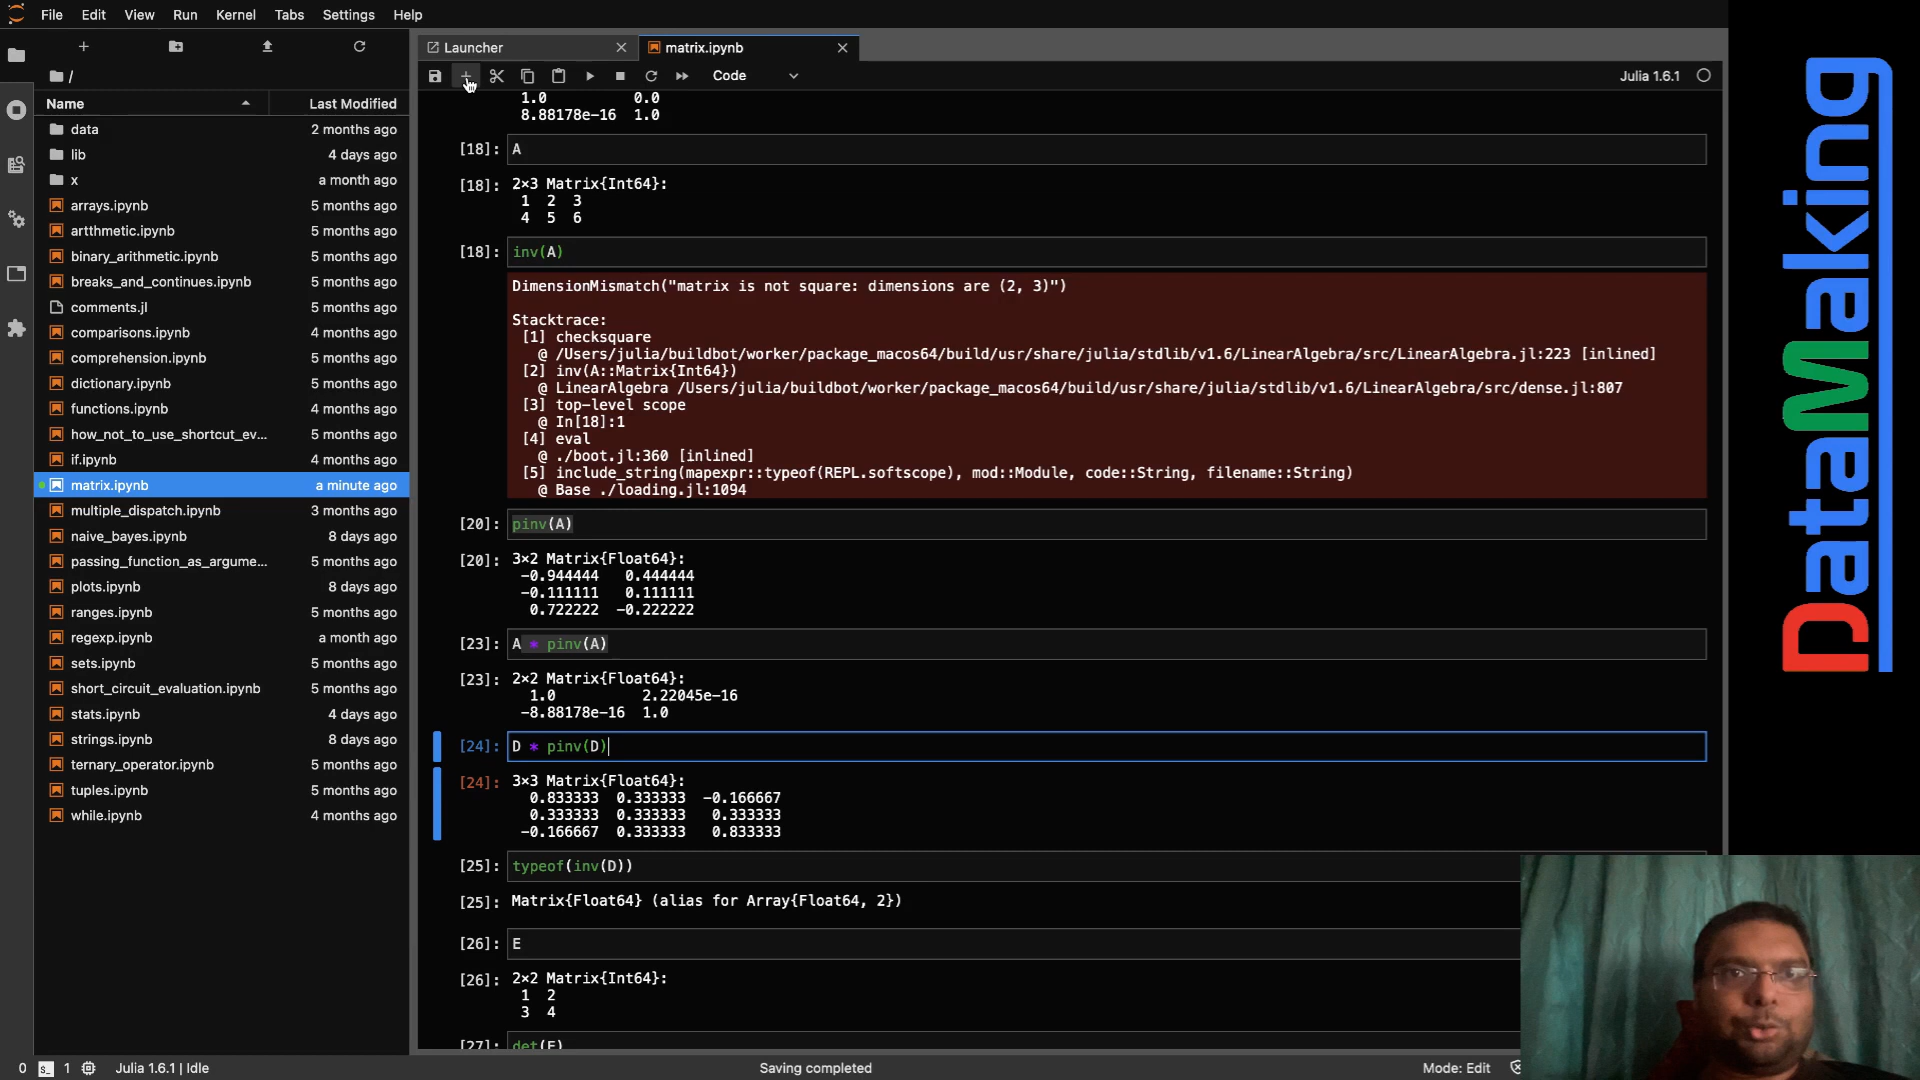 File Edit View Run Kernel Tabs Settings Help
Launcher
matrix.ipynb
Code
Julia 1.6.1
/
Name Last Modified
data 2 months ago
lib 4 days ago
x a month ago
arrays.ipynb 5 months ago
artthmetic.ipynb 5 months ago
binary_arithmetic.ipynb 5 months ago
breaks_and_continues.ipynb 5 months ago
comments.jl 5 months ago
comparisons.ipynb 4 months ago
comprehension.ipynb 5 months ago
dictionary.ipynb 5 months ago
functions.ipynb 4 months ago
how_not_to_use_shortcut_ev... 5 months ago
if.ipynb 4 months ago
matrix.ipynb a minute ago
multiple_dispatch.ipynb 3 months ago
naive_bayes.ipynb 8 days ago
passing_function_as_argume... 5 months ago
plots.ipynb 8 days ago
ranges.ipynb 5 months ago
regexp.ipynb a month ago
sets.ipynb 5 months ago
short_circuit_evaluation.ipynb 5 months ago
stats.ipynb 4 days ago
strings.ipynb 8 days ago
ternary_operator.ipynb 5 months ago
tuples.ipynb 5 months ago
while.ipynb 4 months ago
1.0 0.0
8.88178e-16 1.0
[18]: A
[18]: 2×3 Matrix{Int64}:
1 2 3
4 5 6
[18]: inv(A)
DimensionMismatch("matrix is not square: dimensions are (2, 3)")
Stacktrace:
[1] checksquare
@ /Users/julia/buildbot/worker/package_macos64/build/usr/share/julia/stdlib/v1.6/LinearAlgebra/src/LinearAlgebra.jl:223 [inlined]
[2] inv(A::Matrix{Int64})
@ LinearAlgebra /Users/julia/buildbot/worker/package_macos64/build/usr/share/julia/stdlib/v1.6/LinearAlgebra/src/dense.jl:807
[3] top-level scope
@ In[18]:1
[4] eval
@ ./boot.jl:360 [inlined]
[5] include_string(mapexpr::typeof(REPL.softscope), mod::Module, code::String, filename::String)
@ Base ./loading.jl:1094
[20]: pinv(A)
[20]: 3×2 Matrix{Float64}:
-0.944444 0.444444
-0.111111 0.111111
0.722222 -0.222222
[23]: A * pinv(A)
[23]: 2×2 Matrix{Float64}:
1.0 2.22045e-16
-8.88178e-16 1.0
[24]: D * pinv(D)
[24]: 3×3 Matrix{Float64}:
0.833333 0.333333 -0.166667
0.333333 0.333333 0.333333
-0.166667 0.333333 0.833333
[25]: typeof(inv(D))
[25]: Matrix{Float64} (alias for Array{Float64, 2})
[26]: E
[26]: 2×2 Matrix{Int64}:
1 2
3 4
[27]: det(E)
0 1 Julia 1.6.1 | Idle
Saving completed
Mode: Edit
DataMaking